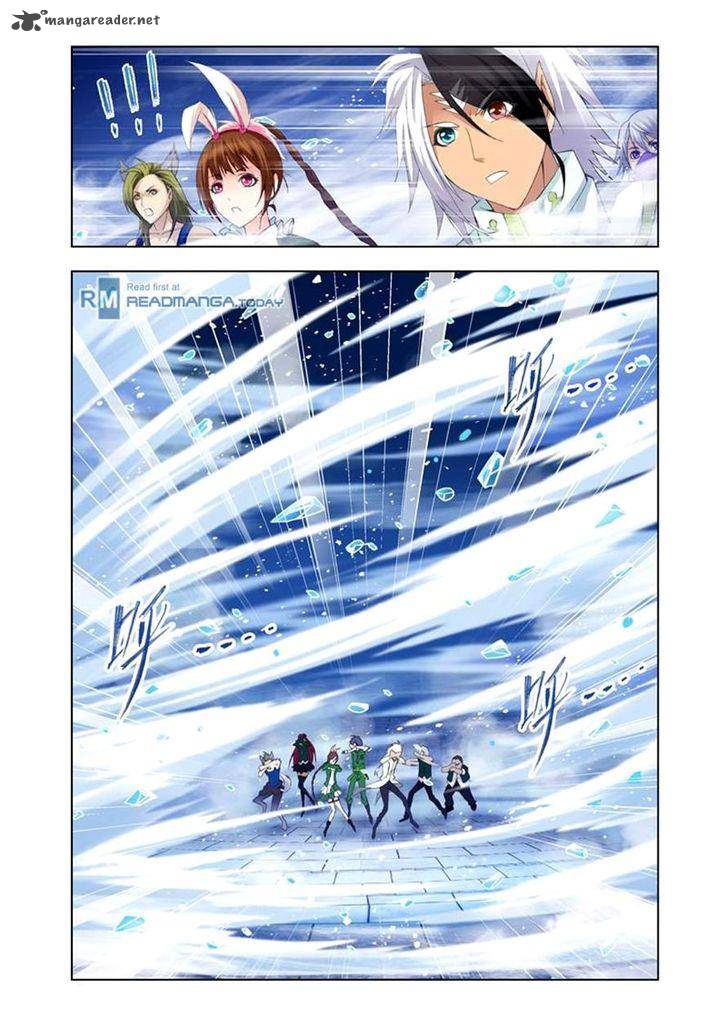 mangareader.net
!!!
RM
Read first at
READMANGA.TODAY
呼……
呼……
呼……